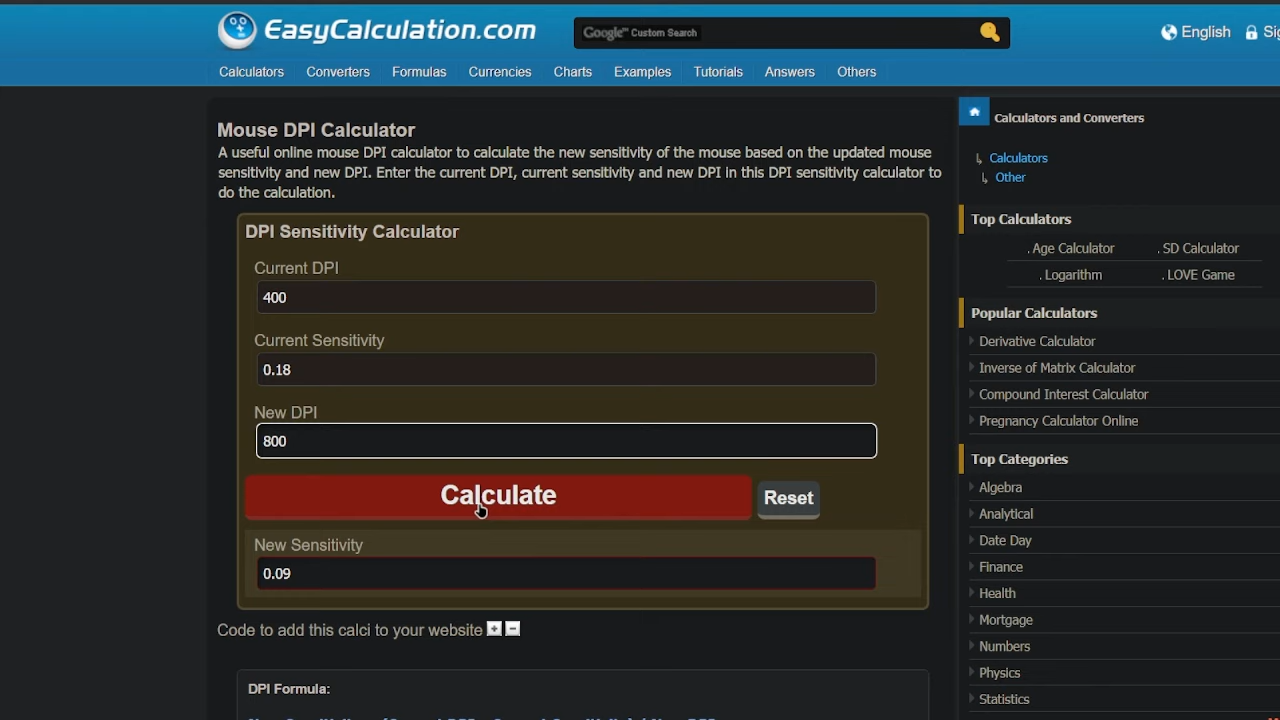 EasyCalculation.com
Google™ Custom Search
English
Calculators Converters Formulas Currencies Charts Examples Tutorials Answers Others
Mouse DPI Calculator
A useful online mouse DPI calculator to calculate the new sensitivity of the mouse based on the updated mouse
sensitivity and new DPI. Enter the current DPI, current sensitivity and new DPI in this DPI sensitivity calculator to
do the calculation.
DPI Sensitivity Calculator
Current DPI
400
Current Sensitivity
0.18
New DPI
800
Calculate Reset
New Sensitivity
0.09
Code to add this calci to your website + −
DPI Formula:
Calculators and Converters
↳ Calculators
↳ Other
Top Calculators
. Age Calculator . SD Calculator
. Logarithm . LOVE Game
Popular Calculators
Derivative Calculator
Inverse of Matrix Calculator
Compound Interest Calculator
Pregnancy Calculator Online
Top Categories
Algebra
Analytical
Date Day
Finance
Health
Mortgage
Numbers
Physics
Statistics